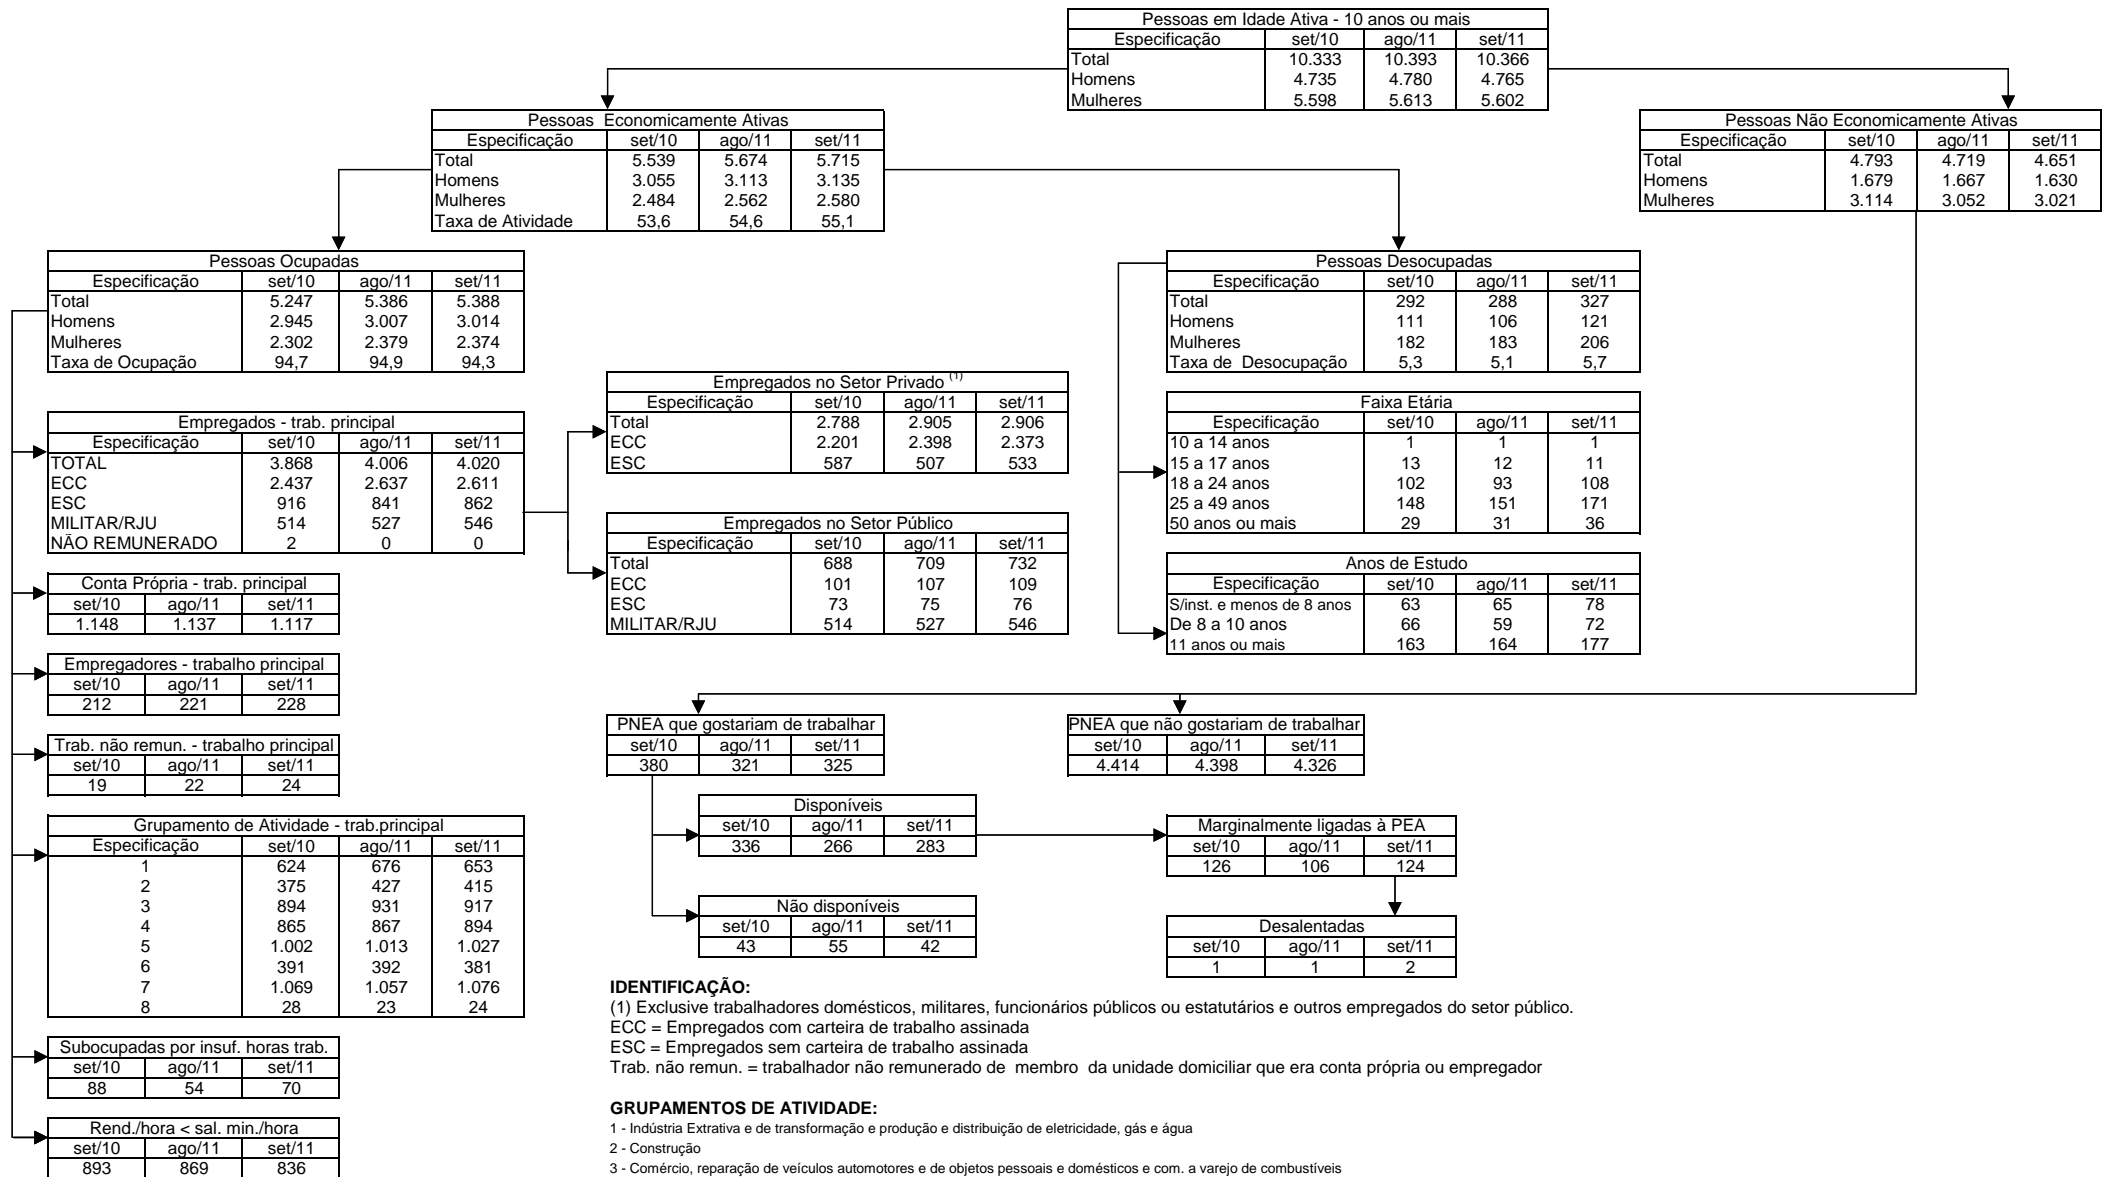 Pessoas em Idade Ativa - 10 anos ou mais
Especificação set/10 ago/11 set/11
Total 10.333 10.393 10.366
Homens 4.735 4.780 4.765
Mulheres 5.598 5.613 5.602
Pessoas Economicamente Ativas
Especificação set/10 ago/11 set/11
Total 5.539 5.674 5.715
Homens 3.055 3.113 3.135
Mulheres 2.484 2.562 2.580
Taxa de Atividade 53,6 54,6 55,1
Pessoas Não Economicamente Ativas
Especificação set/10 ago/11 set/11
Total 4.793 4.719 4.651
Homens 1.679 1.667 1.630
Mulheres 3.114 3.052 3.021
Pessoas Ocupadas
Especificação set/10 ago/11 set/11
Total 5.247 5.386 5.388
Homens 2.945 3.007 3.014
Mulheres 2.302 2.379 2.374
Taxa de Ocupação 94,7 94,9 94,3
Pessoas Desocupadas
Especificação set/10 ago/11 set/11
Total 292 288 327
Homens 111 106 121
Mulheres 182 183 206
Taxa de Desocupação 5,3 5,1 5,7
Empregados - trab. principal
Especificação set/10 ago/11 set/11
TOTAL 3.868 4.006 4.020
ECC 2.437 2.637 2.611
ESC 916 841 862
MILITAR/RJU 514 527 546
NÃO REMUNERADO 2 0 0
Empregados no Setor Privado (1)
Especificação set/10 ago/11 set/11
Total 2.788 2.905 2.906
ECC 2.201 2.398 2.373
ESC 587 507 533
Empregados no Setor Público
Especificação set/10 ago/11 set/11
Total 688 709 732
ECC 101 107 109
ESC 73 75 76
MILITAR/RJU 514 527 546
Faixa Etária
Especificação set/10 ago/11 set/11
10 a 14 anos 1 1 1
15 a 17 anos 13 12 11
18 a 24 anos 102 93 108
25 a 49 anos 148 151 171
50 anos ou mais 29 31 36
Anos de Estudo
Especificação set/10 ago/11 set/11
S/inst. e menos de 8 anos 63 65 78
De 8 a 10 anos 66 59 72
11 anos ou mais 163 164 177
Conta Própria - trab. principal
set/10 ago/11 set/11
1.148 1.137 1.117
Empregadores - trabalho principal
set/10 ago/11 set/11
212 221 228
Trab. não remun. - trabalho principal
set/10 ago/11 set/11
19 22 24
Grupamento de Atividade - trab.principal
Especificação set/10 ago/11 set/11
1 624 676 653
2 375 427 415
3 894 931 917
4 865 867 894
5 1.002 1.013 1.027
6 391 392 381
7 1.069 1.057 1.076
8 28 23 24
Subocupadas por insuf. horas trab.
set/10 ago/11 set/11
88 54 70
Rend./hora < sal. min./hora
set/10 ago/11 set/11
893 869 836
PNEA que gostariam de trabalhar
set/10 ago/11 set/11
380 321 325
PNEA que não gostariam de trabalhar
set/10 ago/11 set/11
4.414 4.398 4.326
Disponíveis
set/10 ago/11 set/11
336 266 283
Marginalmente ligadas à PEA
set/10 ago/11 set/11
126 106 124
Não disponíveis
set/10 ago/11 set/11
43 55 42
Desalentadas
set/10 ago/11 set/11
1 1 2
IDENTIFICAÇÃO:
(1) Exclusive trabalhadores domésticos, militares, funcionários públicos ou estatutários e outros empregados do setor público.
ECC = Empregados com carteira de trabalho assinada
ESC = Empregados sem carteira de trabalho assinada
Trab. não remun. = trabalhador não remunerado de membro da unidade domiciliar que era conta própria ou empregador
GRUPAMENTOS DE ATIVIDADE:
1 - Indústria Extrativa e de transformação e produção e distribuição de eletricidade, gás e água
2 - Construção
3 - Comércio, reparação de veículos automotores e de objetos pessoais e domésticos e com. a varejo de combustíveis